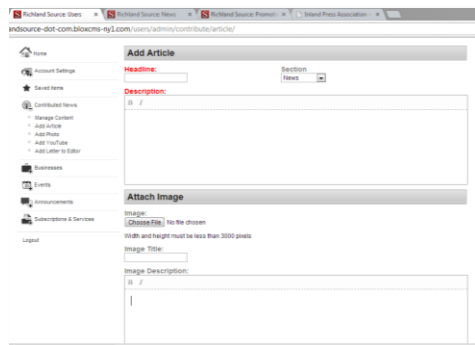 Richland Source: Users
Richland Source: News
Richland Source: Promoti
Inland Press Association
andsource-dot-com.bloxcms-ny1.com/users/admin/contribute/article/
Home
Account Settings
Saved Items
Contributed News
Manage Content
Add Article
Add Photo
Add YouTube
Add Letter to Editor
Businesses
Events
Announcements
Subscriptions & Services
Logout
Add Article
Headline:
Section
News
Description:
B I
Attach Image
Image:
Choose File No file chosen
Width and height must be less than 3000 pixels
Image Title:
Image Description:
B I